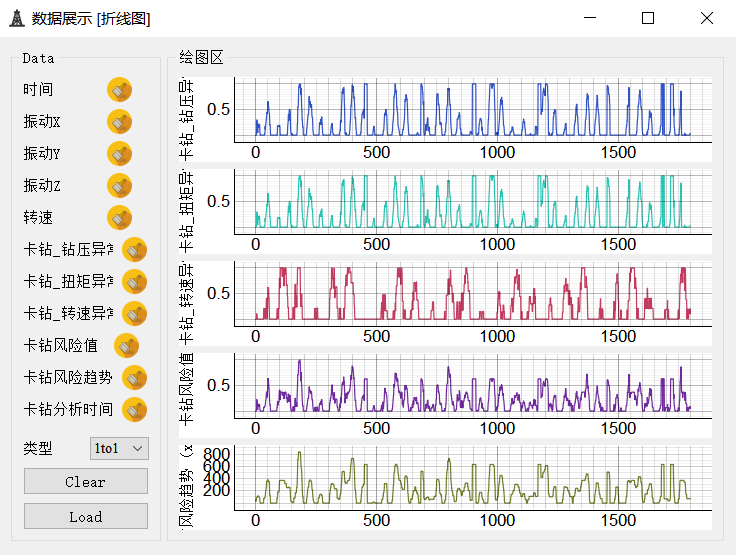 数据展示 [折线图]
Data
时间
振动X
振动Y
振动Z
转速
卡钻_钻压异常
卡钻_扭矩异常
卡钻_转速异常
卡钻风险值
卡钻风险趋势
卡钻分析时间
类型
1to1
Clear
Load
绘图区
卡钻_钻压异
0.5
0
500
1000
1500
卡钻_扭矩异
0.5
0
500
1000
1500
卡钻_转速异
0.5
0
500
1000
1500
卡钻风险值
0.5
0
500
1000
1500
风险趋势 (x
800
600
400
200
0
500
1000
1500